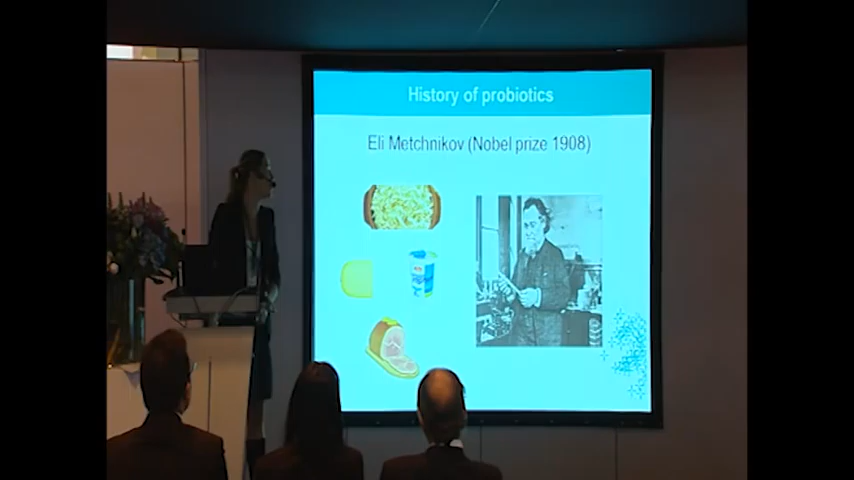 History of probiotics
Eli Metchnikov (Nobel prize 1908)